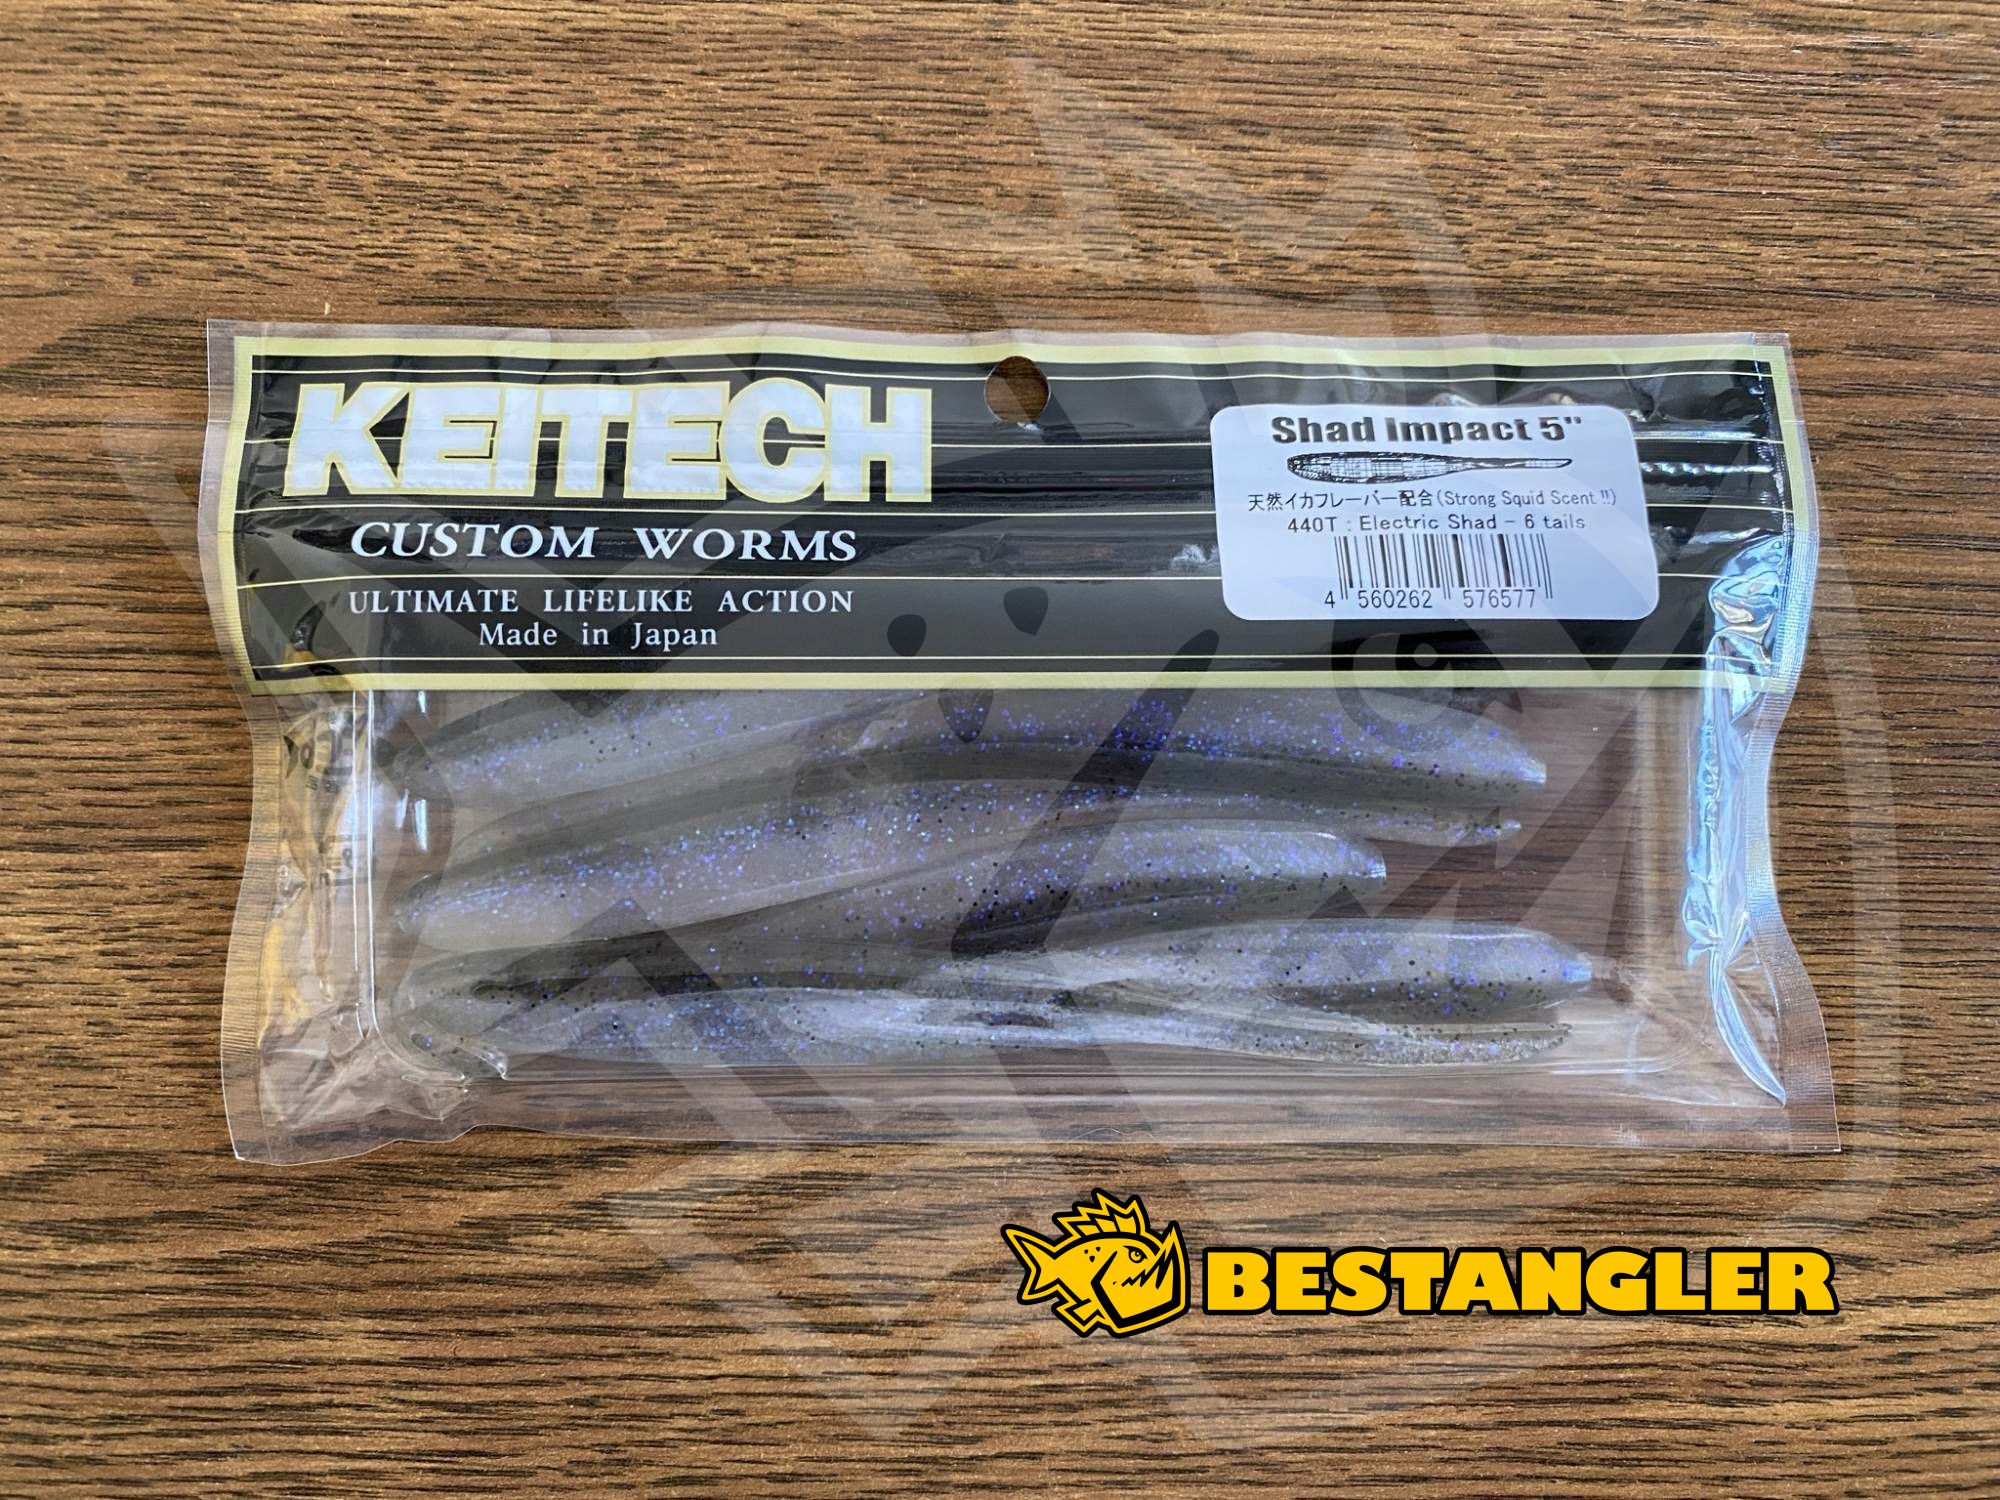 KEITECH
CUSTOM WORMS
ULTIMATE LIFELIKE ACTION
Made in Japan
Shad Impact 5"
天然イカフレーバー配合(Strong Squid Scent !!)
440T : Electric Shad - 6 tails
4 560262 576577
BESTANGLER